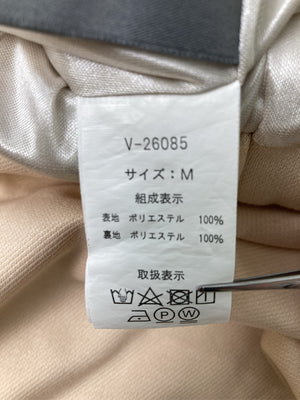 V-26085
サイズ：M
組成表示
表地 ポリエステル 100%
裏地 ポリエステル 100%
取扱表示
P W